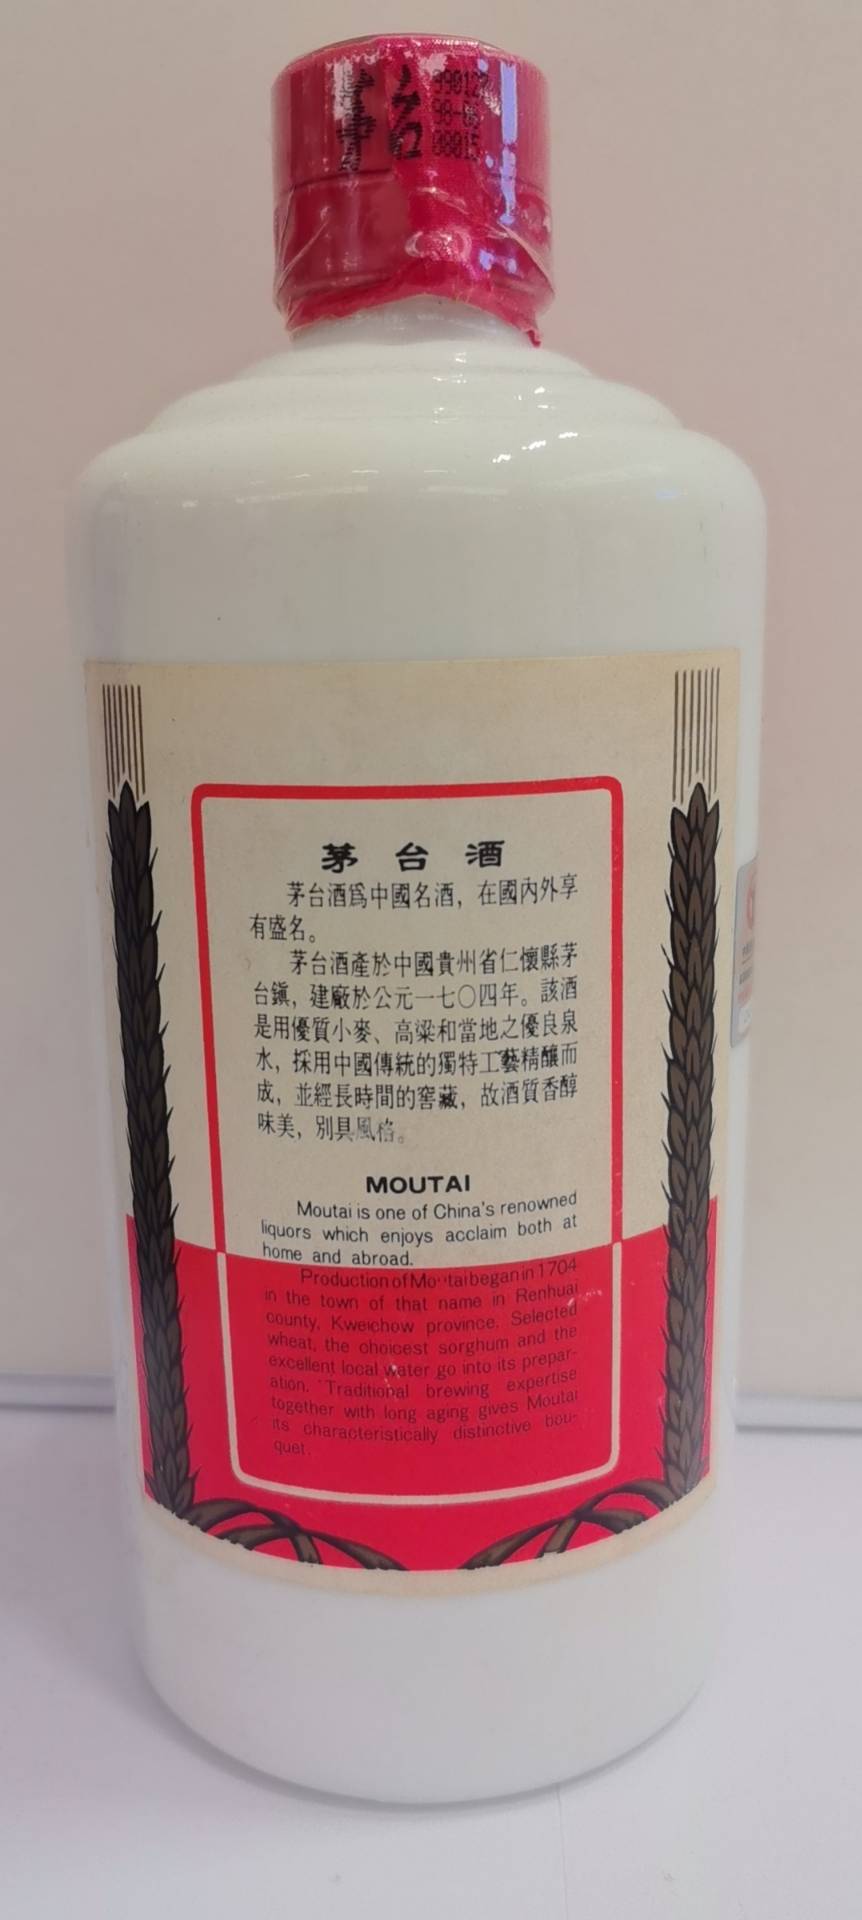 茅台
990122
98-06
08015
茅台酒
茅台酒爲中國名酒，在國內外享
有盛名。
茅台酒產於中國貴州省仁懷縣茅
台鎮，建廠於公元一七〇四年。該酒
是用優質小麥、高粱和當地之優良泉
水，採用中國傳統的獨特工藝精釀而
成，並經長時間的窖藏，故酒質香醇
味美，別具風格。
MOUTAI
Moutai is one of China's renowned
liquors which enjoys acclaim both at
home and abroad.
Production of Moutai began in 1704
in the town of that name in Renhuai
county, Kweichow province. Selected
wheat, the choicest sorghum and the
excellent local water go into its prepar-
ation. Traditional brewing expertise
together with long aging gives Moutai
its characteristically distinctive bou-
quet.